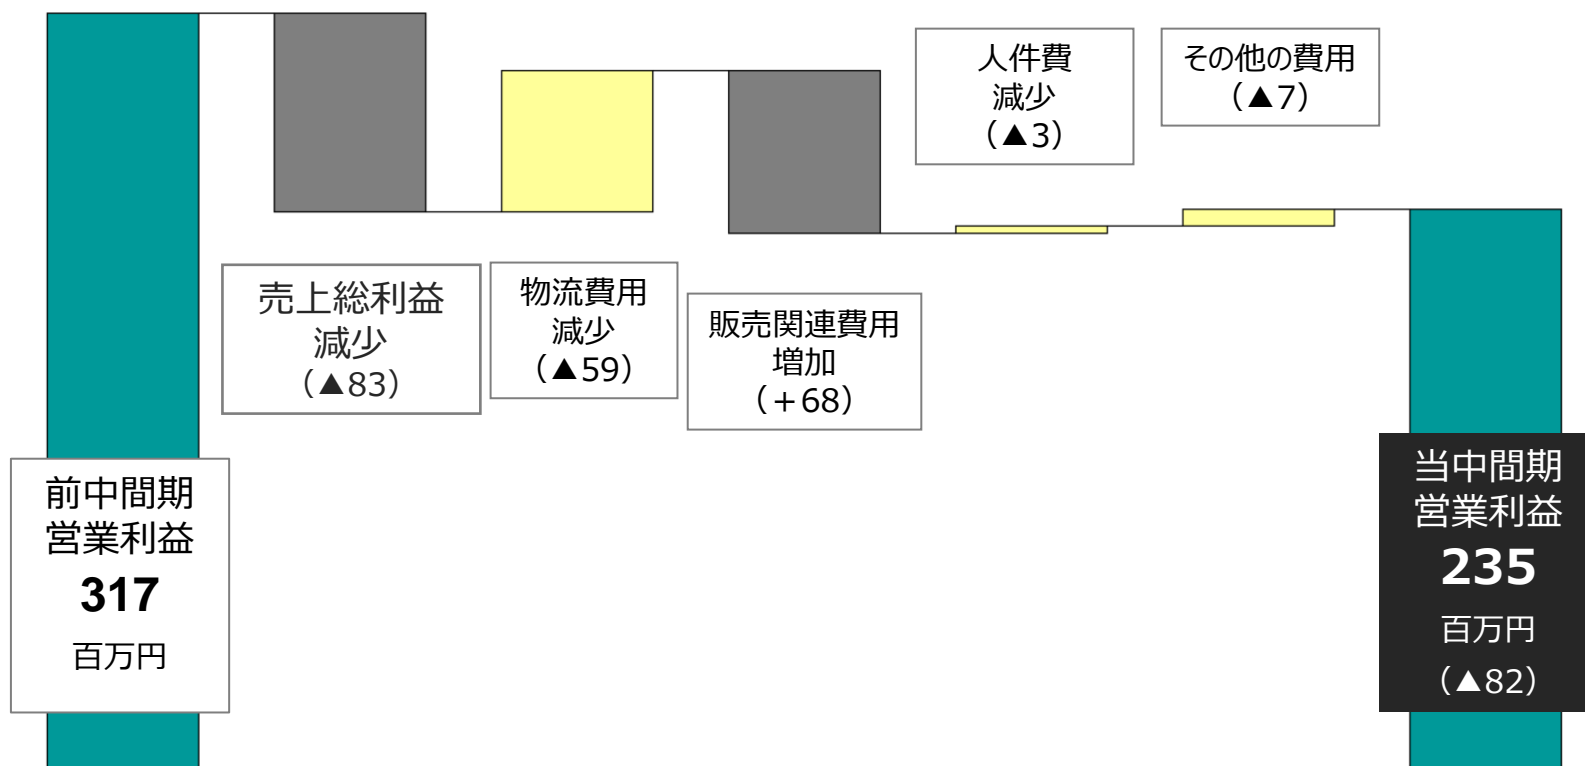 前中間期
営業利益
317
百万円
売上総利益
減少
（▲83）
物流費用
減少
（▲59）
販売関連費用
増加
（＋68）
人件費
減少
（▲3）
その他の費用
（▲7）
当中間期
営業利益
235
百万円
（▲82）